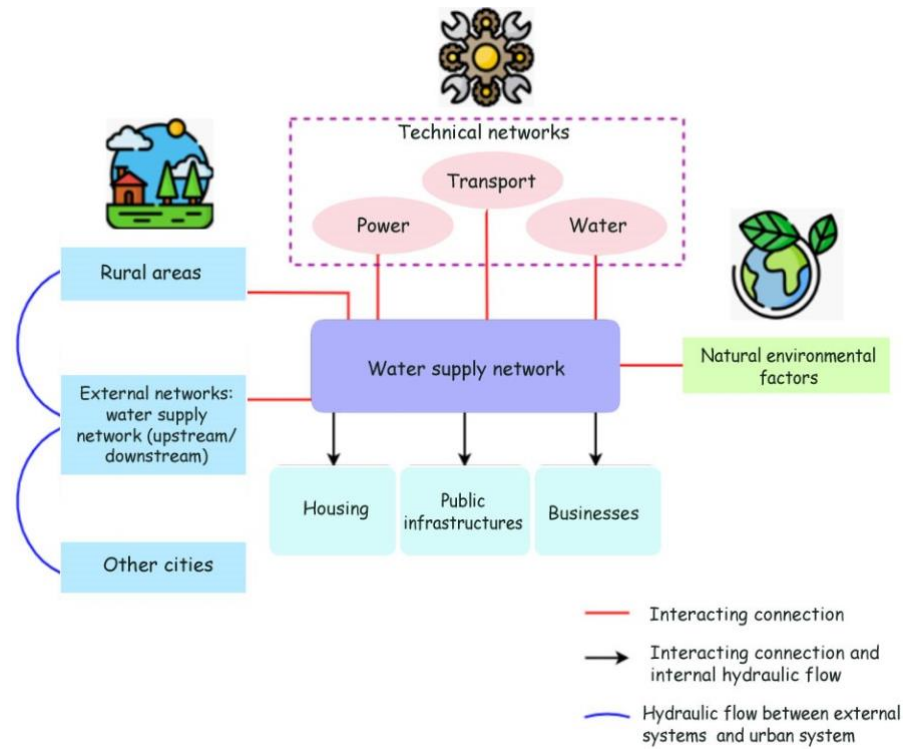 Technical networks
Transport
Power
Water
Rural areas
Water supply network
Natural environmental
factors
External networks:
water supply
network (upstream/
downstream)
Housing
Public
infrastructures
Businesses
Other cities
Interacting connection
Interacting connection and
internal hydraulic flow
Hydraulic flow between external
systems and urban system